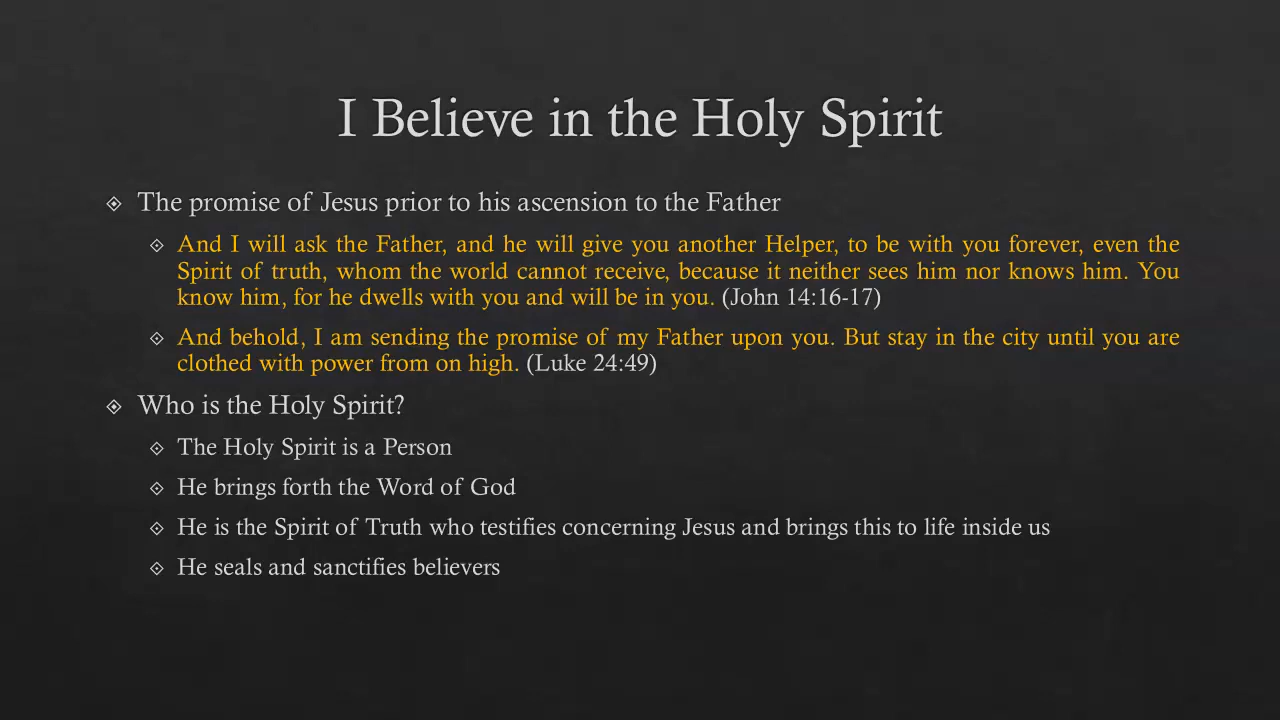 I Believe in the Holy Spirit
The promise of Jesus prior to his ascension to the Father
And I will ask the Father, and he will give you another Helper, to be with you forever, even the
Spirit of truth, whom the world cannot receive, because it neither sees him nor knows him. You
know him, for he dwells with you and will be in you. (John 14:16-17)
And behold, I am sending the promise of my Father upon you. But stay in the city until you are
clothed with power from on high. (Luke 24:49)
Who is the Holy Spirit?
The Holy Spirit is a Person
He brings forth the Word of God
He is the Spirit of Truth who testifies concerning Jesus and brings this to life inside us
He seals and sanctifies believers